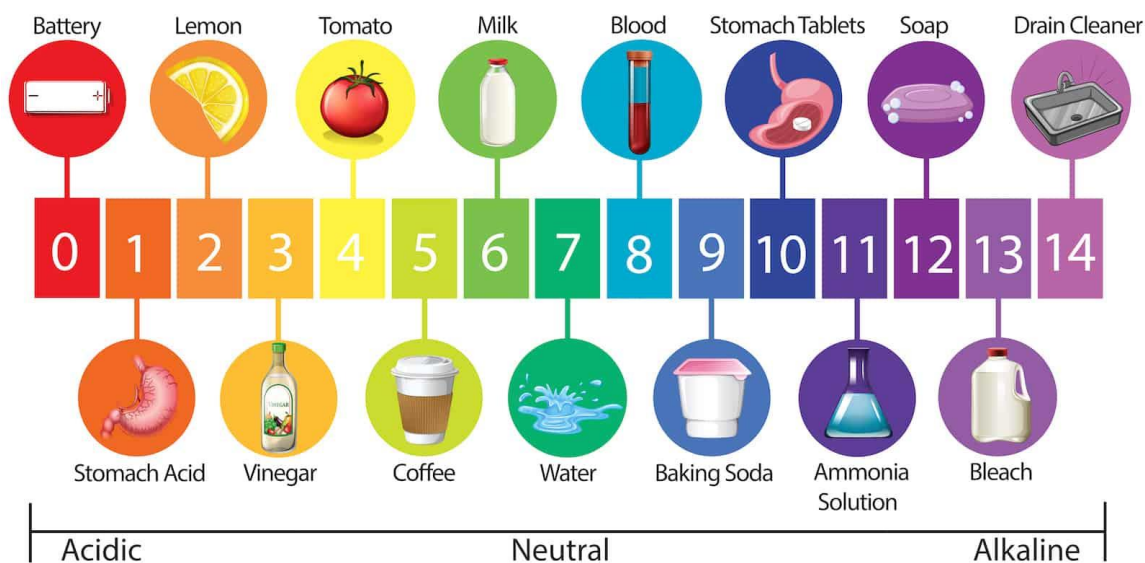 Battery Lemon Tomato Milk Blood Stomach Tablets Soap Drain Cleaner
0 1 2 3 4 5 6 7 8 9 10 11 12 13 14
VINEGAR
Stomach Acid Vinegar Coffee Water Baking Soda Ammonia Bleach
Solution
Acidic Neutral Alkaline